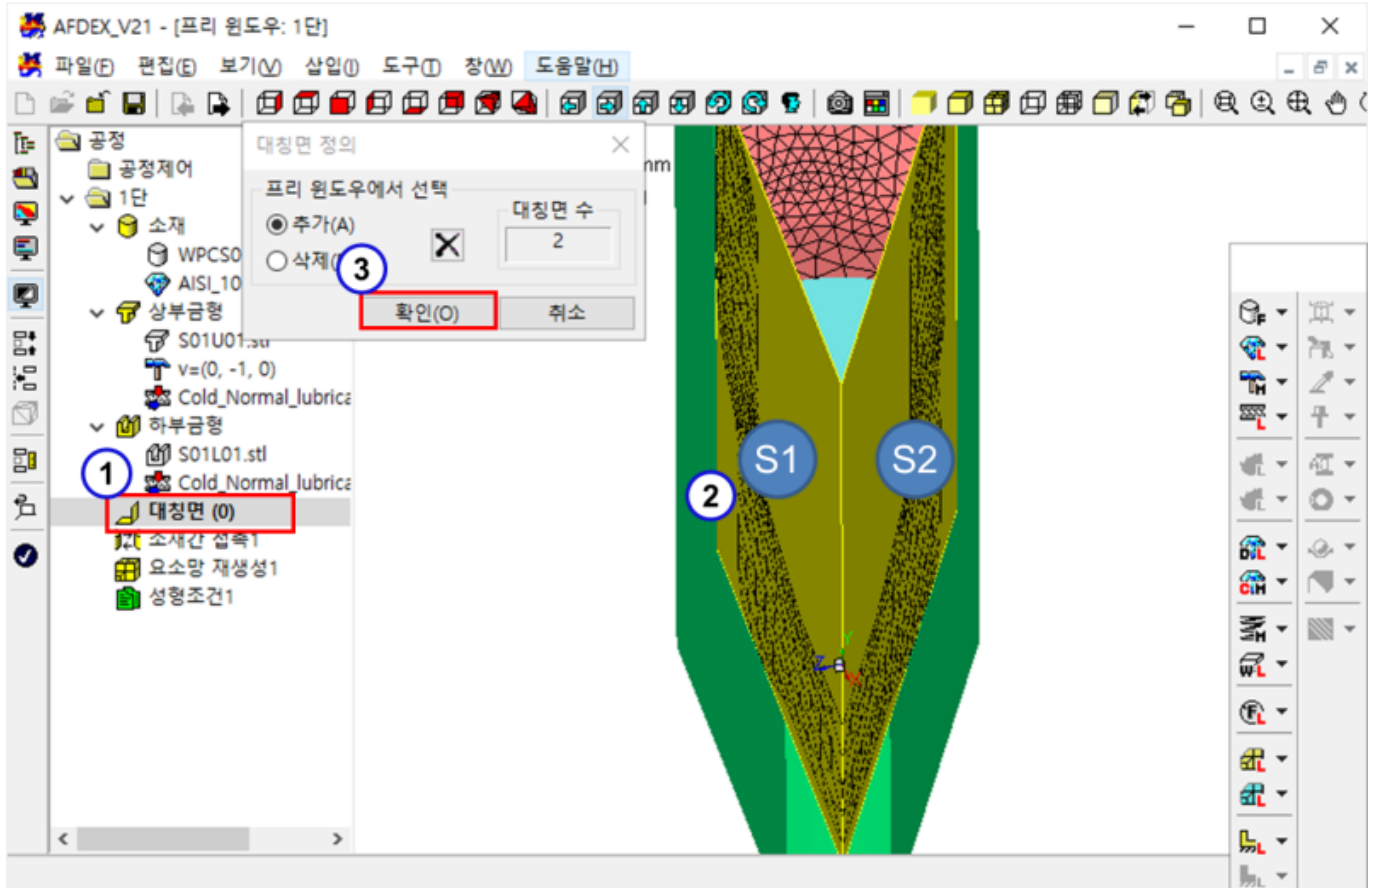 AFDEX_V21 - [프리 윈도우: 1단]
파일(F) 편집(E) 보기(V) 삽입(I) 도구(T) 창(W) 도움말(H)
공정
공정제어
1단
소재
WPCS0
AISI_10
상부금형
S01U01.stl
v=(0, -1, 0)
Cold_Normal_lubrica
하부금형
S01L01.stl
Cold_Normal_lubrica
대칭면 (0)
소재간 접촉1
요소망 재생성1
성형조건1
대칭면 정의
프리 윈도우에서 선택
추가(A)
삭제(
대칭면 수
2
확인(O)
취소
mm
1
2
3
S1
S2
Y
Z